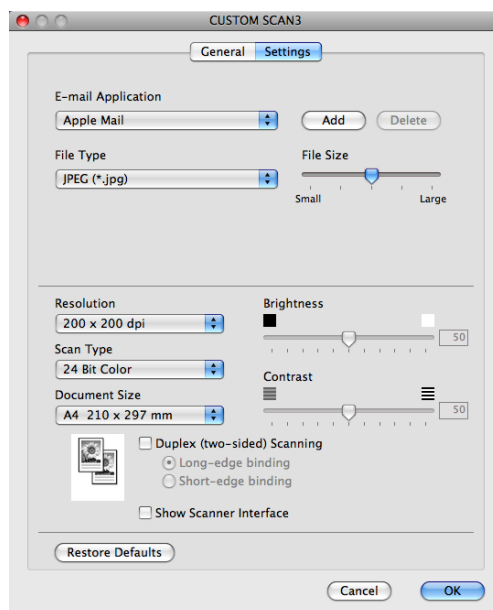 CUSTOM SCAN3
General Settings
E-mail Application
Apple Mail Add Delete
File Type File Size
JPEG (*.jpg)
Small Large
Resolution Brightness
200 x 200 dpi 50
Scan Type
24 Bit Color Contrast
Document Size
A4 210 x 297 mm 50
Duplex (two-sided) Scanning
Long-edge binding
Short-edge binding
Show Scanner Interface
Restore Defaults
Cancel OK